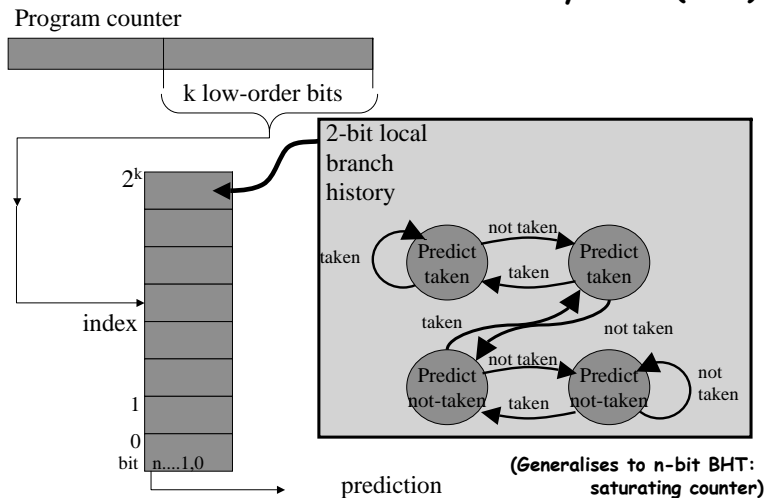 Program counter
k low-order bits
2-bit local
branch
history
2k
not taken
taken
Predict
taken
Predict
taken
taken
index
taken
not taken
Predict
not-taken
not taken
Predict
not-taken
not
taken
taken
1
0
bit n....1,0
prediction
(Generalises to n-bit BHT:
saturating counter)